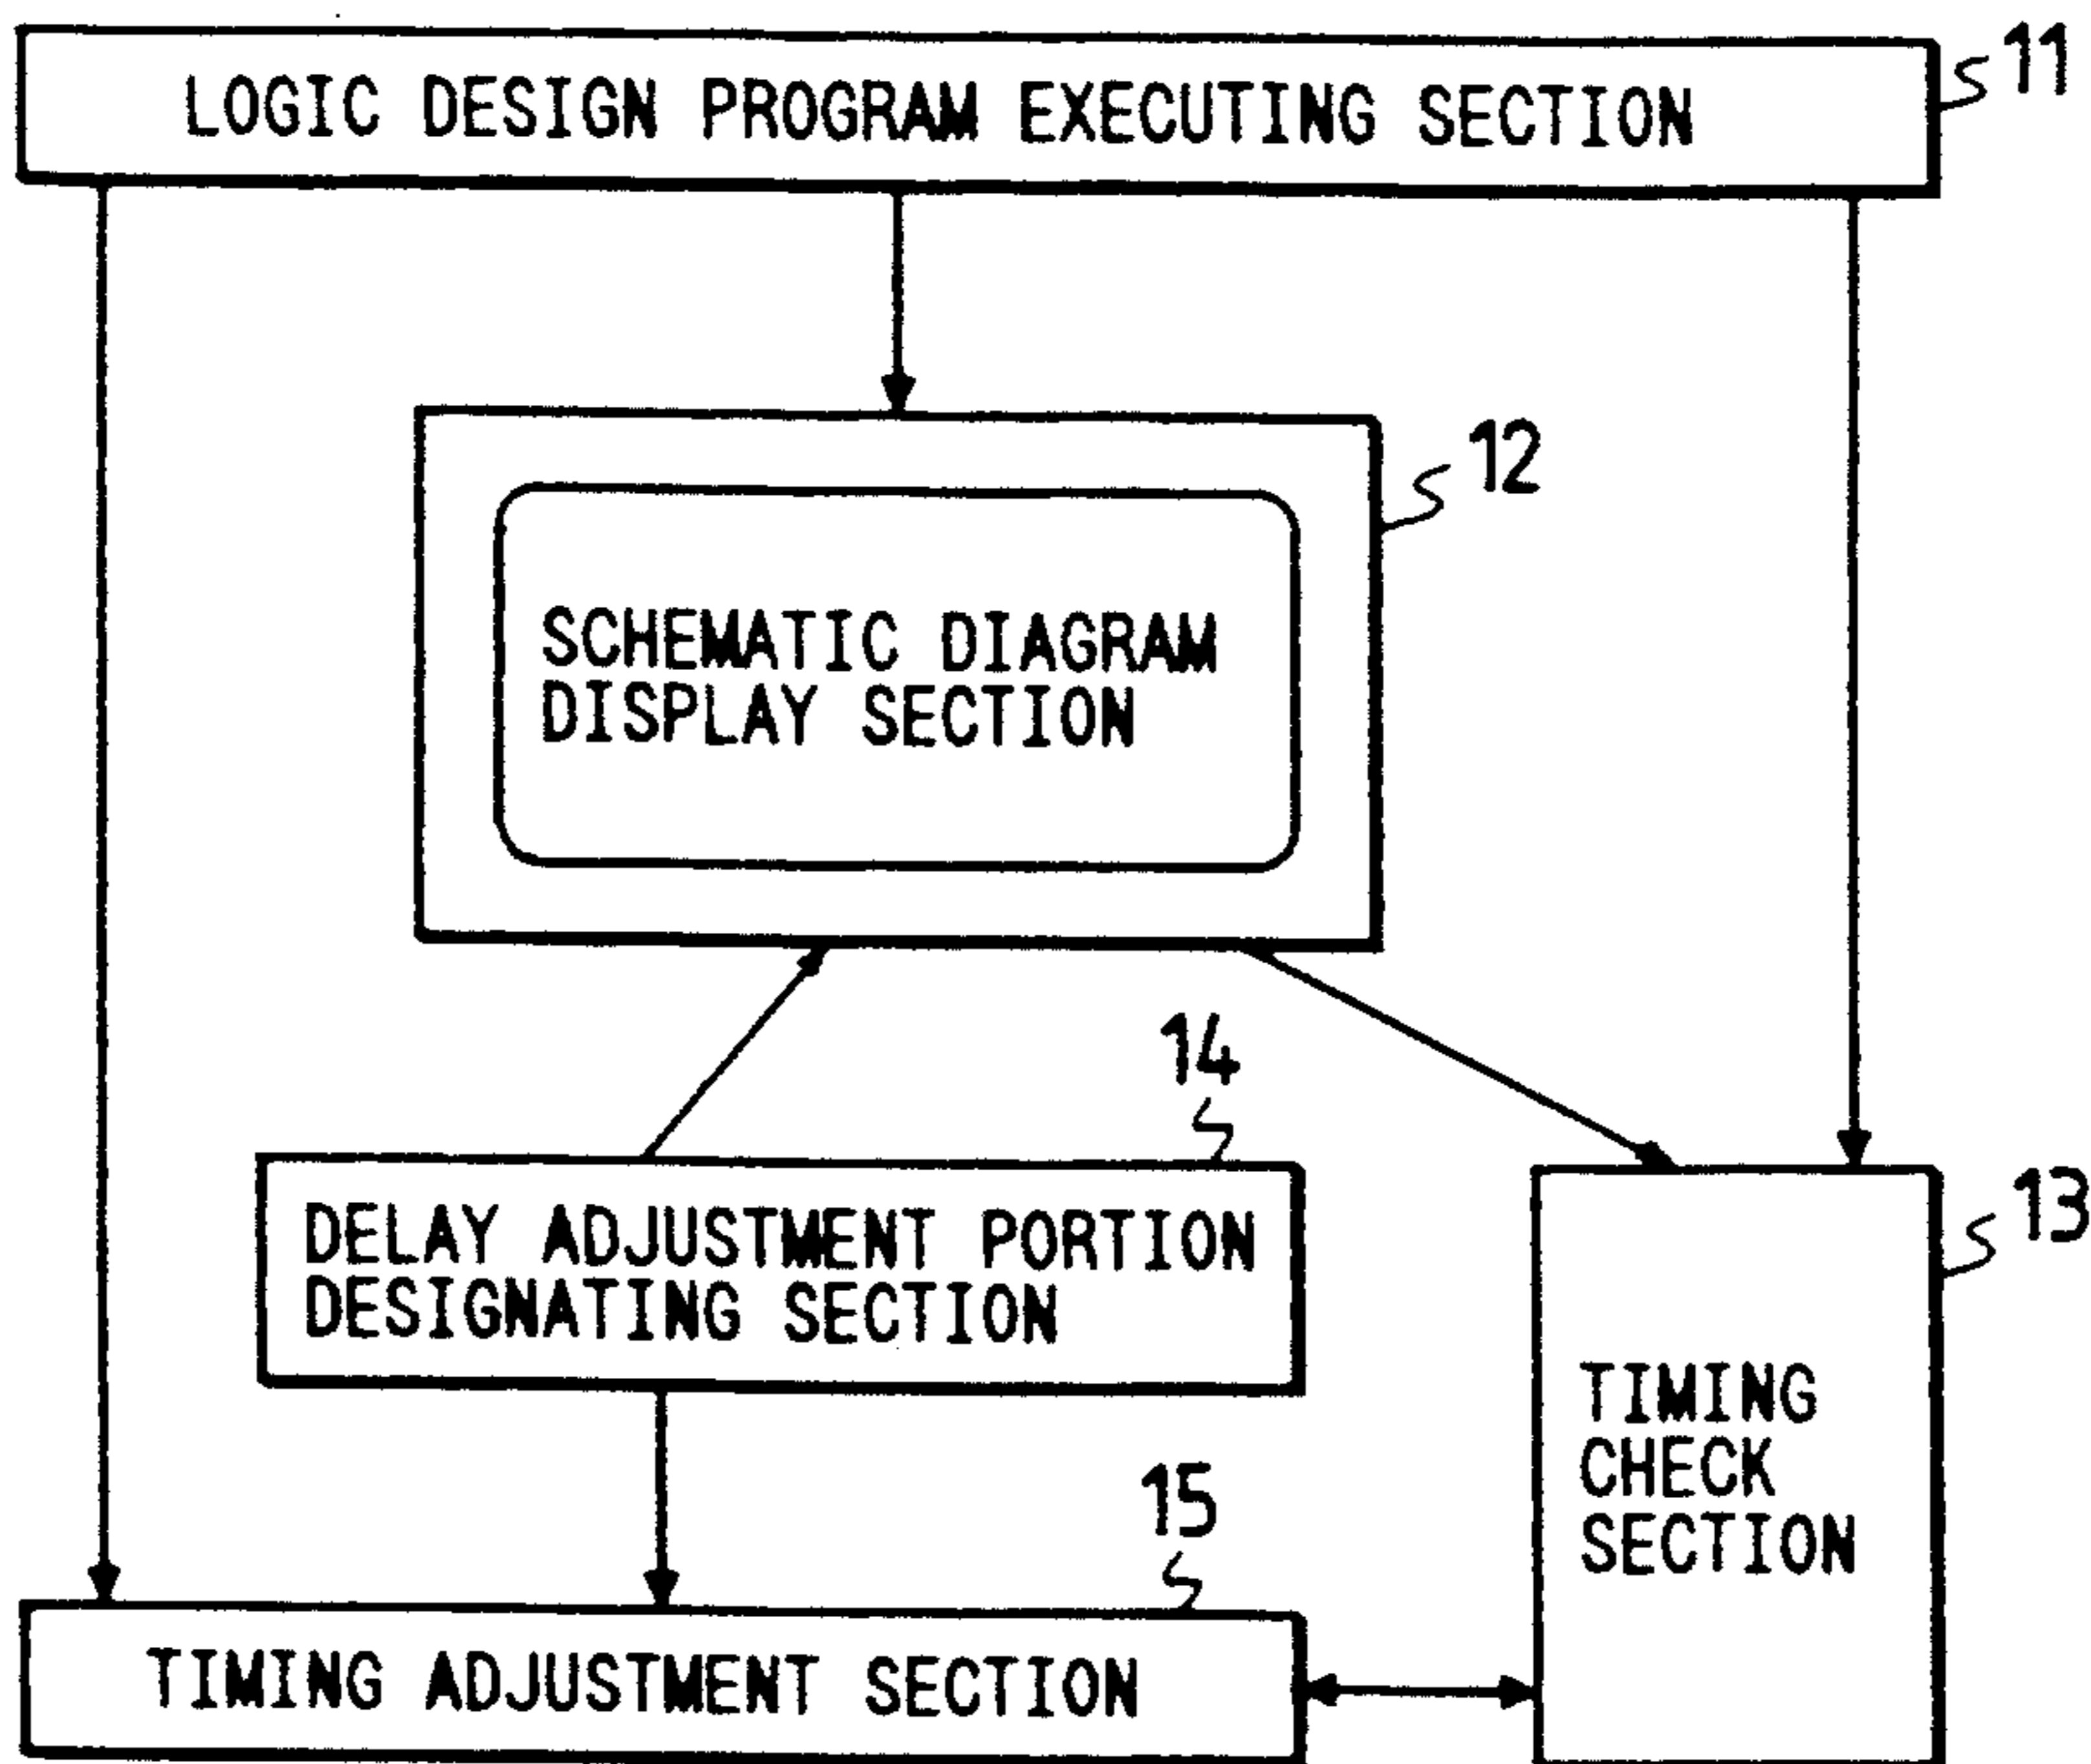 LOGIC DESIGN PROGRAM EXECUTING SECTION
11
12
SCHEMATIC DIAGRAM
DISPLAY SECTION
14
DELAY ADJUSTMENT PORTION
DESIGNATING SECTION
13
TIMING
CHECK
SECTION
15
TIMING ADJUSTMENT SECTION